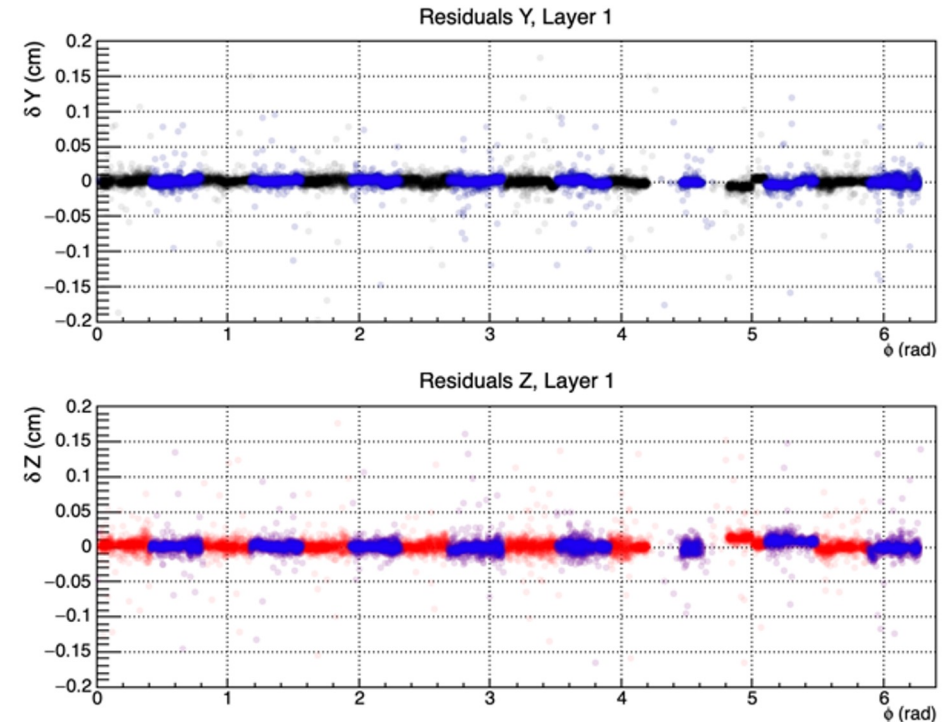 Residuals Y, Layer 1
δ Y (cm)
0.2
0.15
0.1
0.05
0
−0.05
−0.1
−0.15
−0.2
0 1 2 3 4 5 6
ϕ (rad)
Residuals Z, Layer 1
δ Z (cm)
0.2
0.15
0.1
0.05
0
−0.05
−0.1
−0.15
−0.2
0 1 2 3 4 5 6
ϕ (rad)